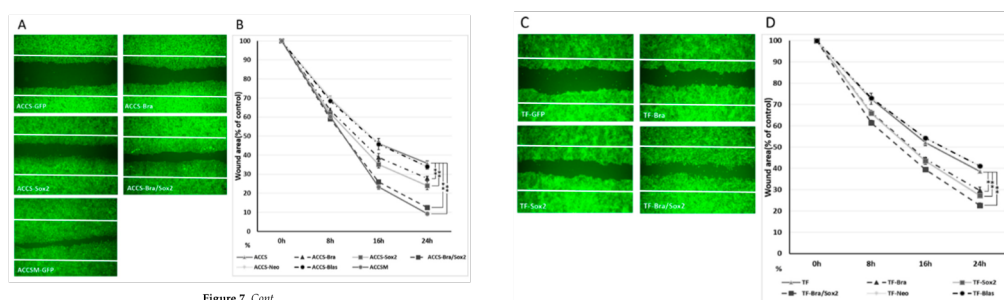 A
B
ACCS-GFP
ACCS-Bra
ACCS-Sox2
ACCS-Bra/Sox2
ACCSM-GFP
Wound area(% of control)
100
90
80
70
60
50
40
30
20
10
0
%
0h
8h
16h
24h
**
**
**
**
ACCS
ACCS-Bra
ACCS-Sox2
ACCS-Bra/Sox2
ACCS-Neo
ACCS-Blas
ACCSM
Figure 7. Cont.
C
D
TF-GFP
TF-Bra
TF-Sox2
TF-Bra/Sox2
Wound area(% of control)
100
90
80
70
60
50
40
30
20
10
0
%
0h
8h
16h
24h
**
**
**
TF
TF-Bra
TF-Sox2
TF-Bra/Sox2
TF-Neo
TF-Blas